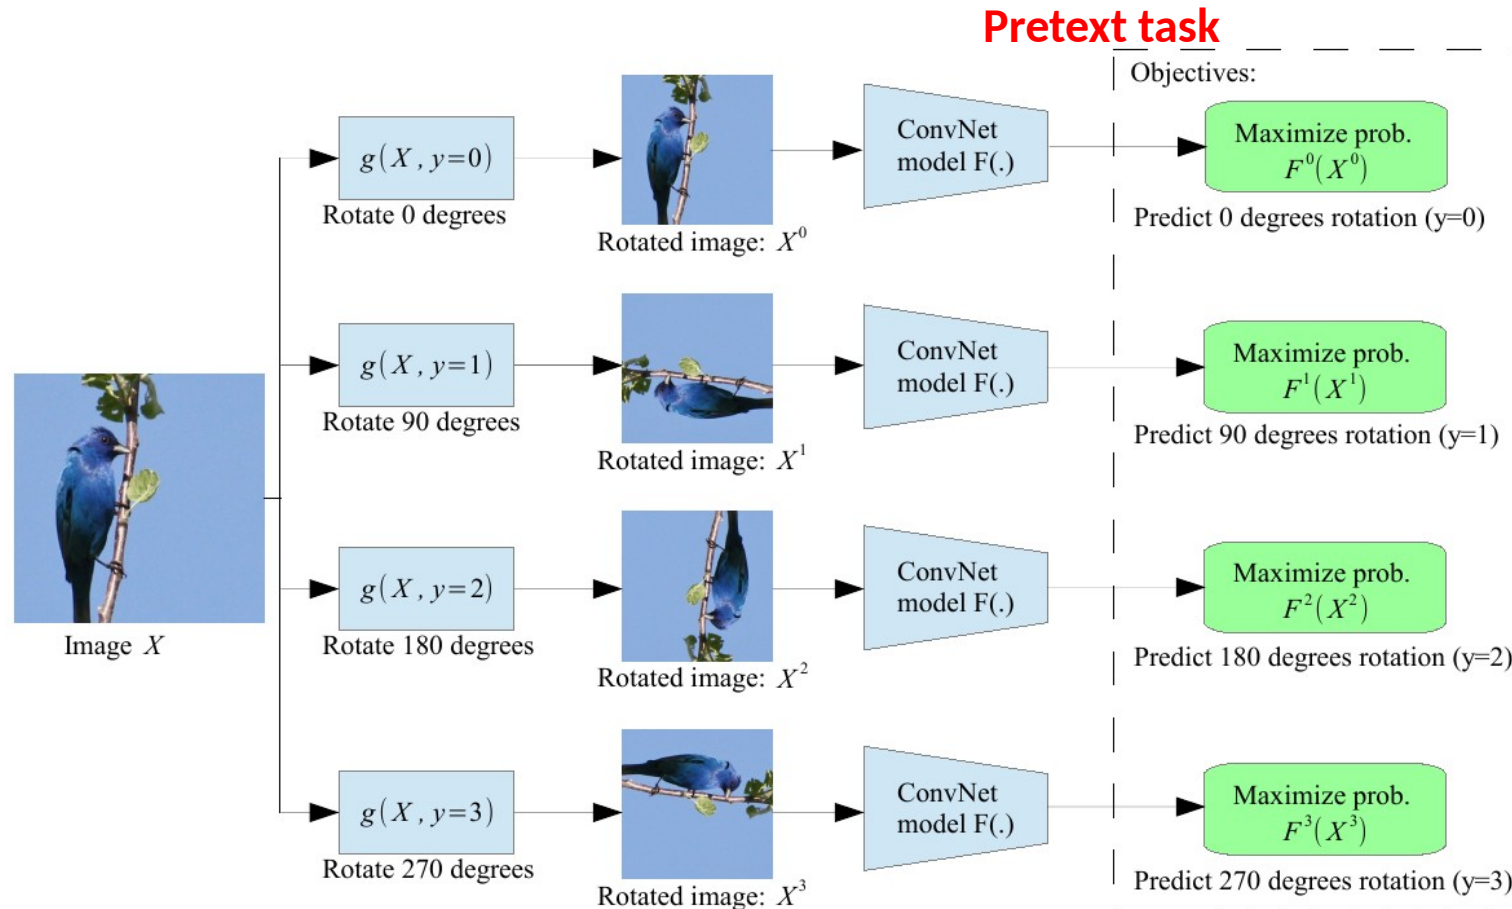 Pretext task
Objectives:
g(X, y=0)
Rotate 0 degrees
Rotated image: X⁰
ConvNet
model F(.)
Maximize prob.
F⁰(X⁰)
Predict 0 degrees rotation (y=0)
g(X, y=1)
Rotate 90 degrees
Rotated image: X¹
ConvNet
model F(.)
Maximize prob.
F¹(X¹)
Predict 90 degrees rotation (y=1)
Image X
g(X, y=2)
Rotate 180 degrees
Rotated image: X²
ConvNet
model F(.)
Maximize prob.
F²(X²)
Predict 180 degrees rotation (y=2)
g(X, y=3)
Rotate 270 degrees
Rotated image: X³
ConvNet
model F(.)
Maximize prob.
F³(X³)
Predict 270 degrees rotation (y=3)